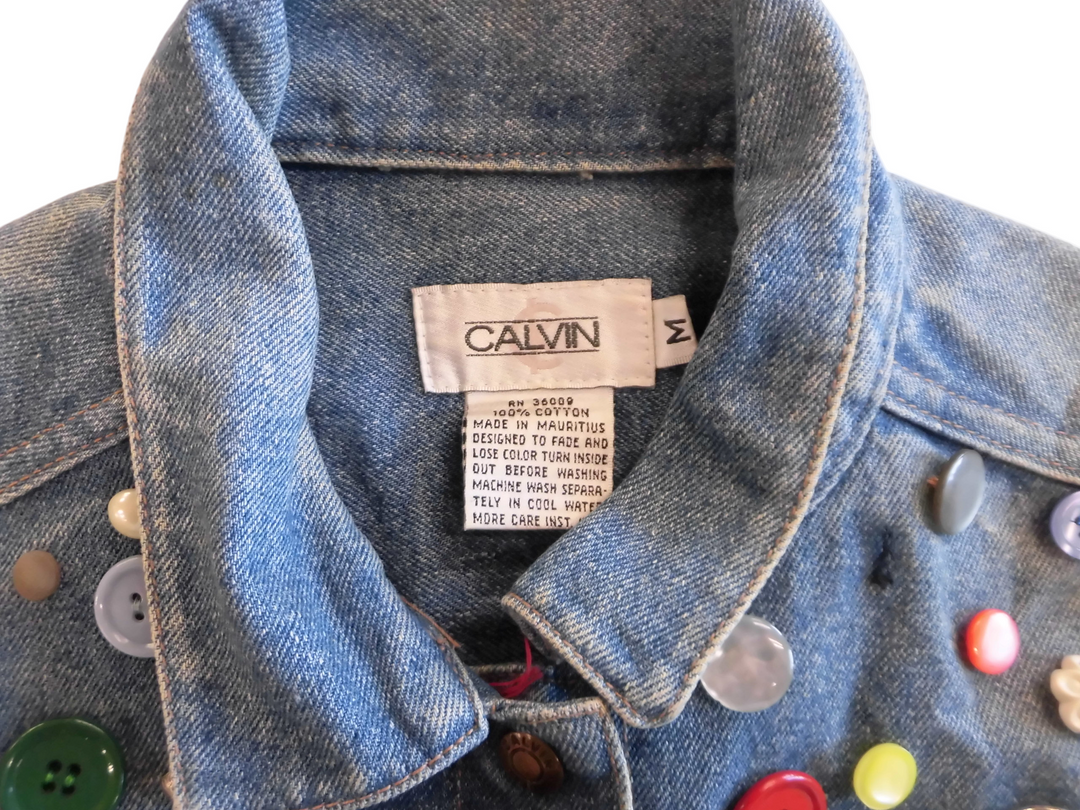 CALVIN
M
RN 36009
100% COTTON
MADE IN MAURITIUS
DESIGNED TO FADE AND
LOSE COLOR TURN INSIDE
OUT BEFORE WASHING
MACHINE WASH SEPARA-
TELY IN COOL WATER
MORE CARE INST.